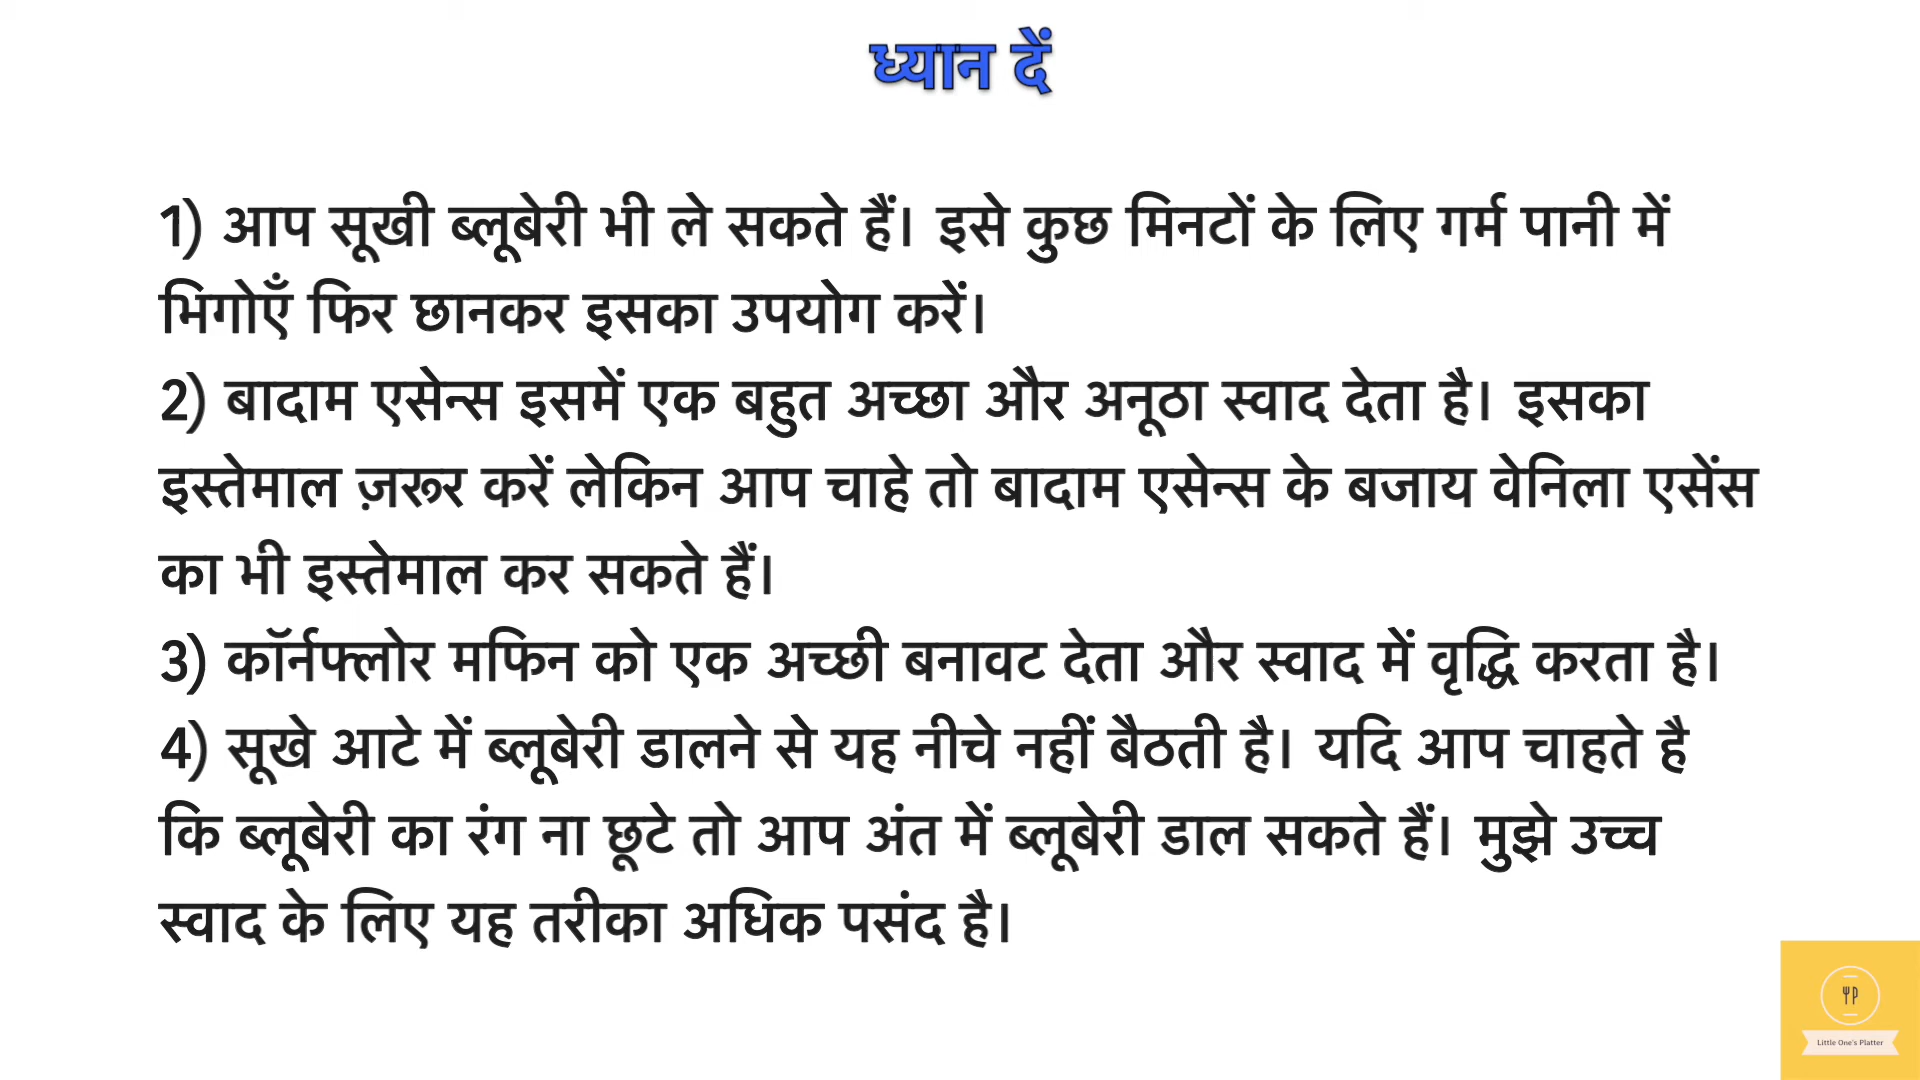 ध्यान दें
1) आप सूखी ब्लूबेरी भी ले सकते हैं। इसे कुछ मिनटों के लिए गर्म पानी में
भिगोएँ फिर छानकर इसका उपयोग करें।
2) बादाम एसेन्स इसमें एक बहुत अच्छा और अनूठा स्वाद देता है। इसका
इस्तेमाल ज़रूर करें लेकिन आप चाहे तो बादाम एसेन्स के बजाय वेनिला एसेंस
का भी इस्तेमाल कर सकते हैं।
3) कॉर्नफ्लोर मफिन को एक अच्छी बनावट देता और स्वाद में वृद्धि करता है।
4) सूखे आटे में ब्लूबेरी डालने से यह नीचे नहीं बैठती है। यदि आप चाहते है
कि ब्लूबेरी का रंग ना छूटे तो आप अंत में ब्लूबेरी डाल सकते हैं। मुझे उच्च
स्वाद के लिए यह तरीका अधिक पसंद है।
Little One's Platter